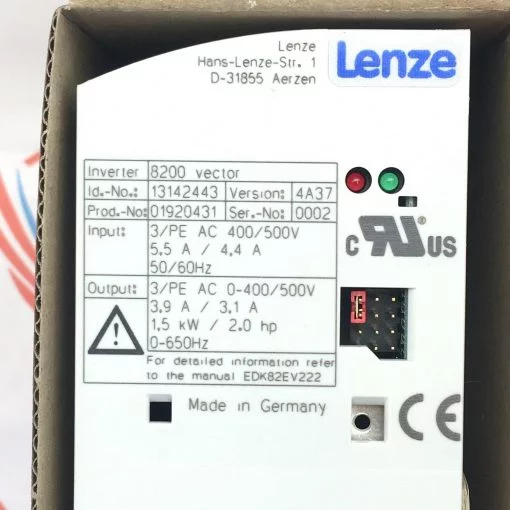 Lenze
Hans-Lenze-Str. 1
D-31855 Aerzen
Lenze
Inverter 8200 vector
Id.-No.: 13142443 Version: 4A37
Prod.-No: 01920431 Ser.-No: 0002
Input: 3/PE AC 400/500V
5,5 A / 4,4 A
50/60Hz
Output: 3/PE AC 0-400/500V
3,9 A / 3,1 A
1,5 kW / 2.0 hp
0-650Hz
For detailed information refer
to the manual EDK82EV222
c RU US
Made in Germany
CE